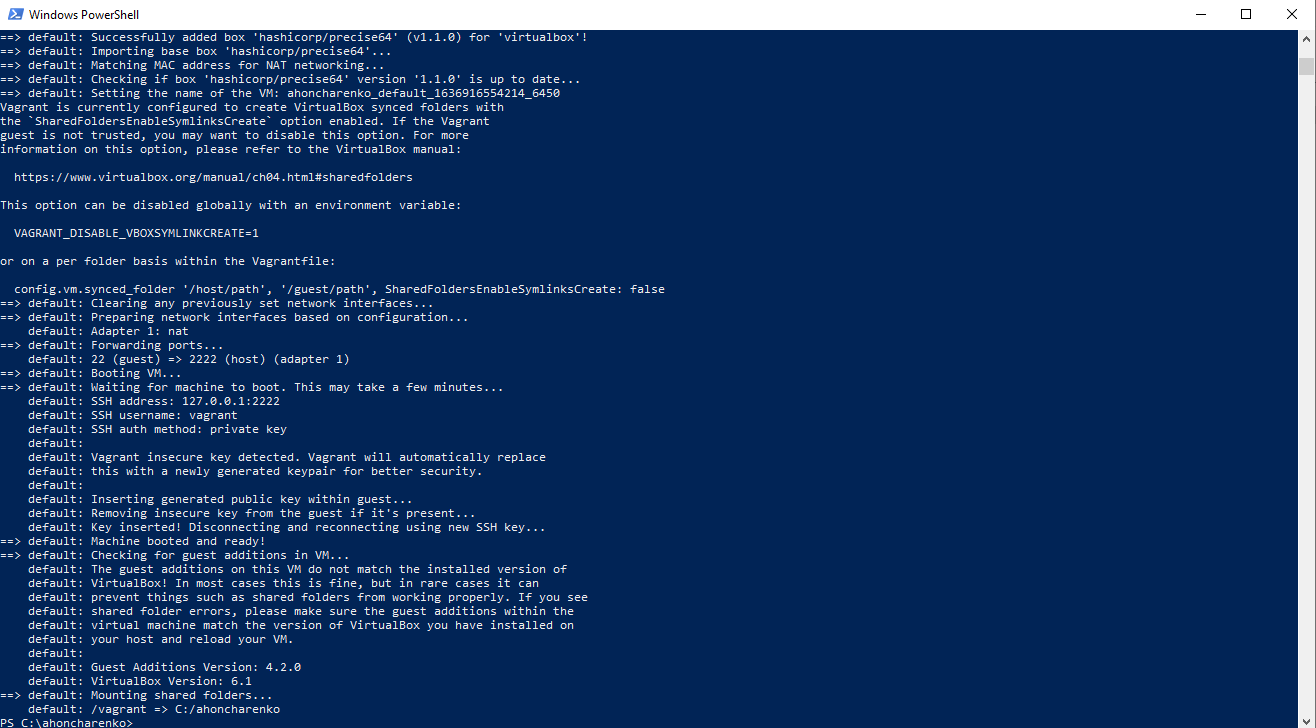 Windows PowerShell
==> default: Successfully added box 'hashicorp/precise64' (v1.1.0) for 'virtualbox'!
==> default: Importing base box 'hashicorp/precise64'...
==> default: Matching MAC address for NAT networking...
==> default: Checking if box 'hashicorp/precise64' version '1.1.0' is up to date...
==> default: Setting the name of the VM: ahoncharenko_default_1636916554214_6450
Vagrant is currently configured to create VirtualBox synced folders with
the `SharedFoldersEnableSymlinksCreate` option enabled. If the Vagrant
guest is not trusted, you may want to disable this option. For more
information on this option, please refer to the VirtualBox manual:
https://www.virtualbox.org/manual/ch04.html#sharedfolders
This option can be disabled globally with an environment variable:
VAGRANT_DISABLE_VBOXSYMLINKCREATE=1
or on a per folder basis within the Vagrantfile:
config.vm.synced_folder '/host/path', '/guest/path', SharedFoldersEnableSymlinksCreate: false
==> default: Clearing any previously set network interfaces...
==> default: Preparing network interfaces based on configuration...
default: Adapter 1: nat
==> default: Forwarding ports...
default: 22 (guest) => 2222 (host) (adapter 1)
==> default: Booting VM...
==> default: Waiting for machine to boot. This may take a few minutes...
default: SSH address: 127.0.0.1:2222
default: SSH username: vagrant
default: SSH auth method: private key
default:
default: Vagrant insecure key detected. Vagrant will automatically replace
default: this with a newly generated keypair for better security.
default:
default: Inserting generated public key within guest...
default: Removing insecure key from the guest if it's present...
default: Key inserted! Disconnecting and reconnecting using new SSH key...
==> default: Machine booted and ready!
==> default: Checking for guest additions in VM...
default: The guest additions on this VM do not match the installed version of
default: VirtualBox! In most cases this is fine, but in rare cases it can
default: prevent things such as shared folders from working properly. If you see
default: shared folder errors, please make sure the guest additions within the
default: virtual machine match the version of VirtualBox you have installed on
default: your host and reload your VM.
default:
default: Guest Additions Version: 4.2.0
default: VirtualBox Version: 6.1
==> default: Mounting shared folders...
default: /vagrant => C:/ahoncharenko
PS C:\ahoncharenko>